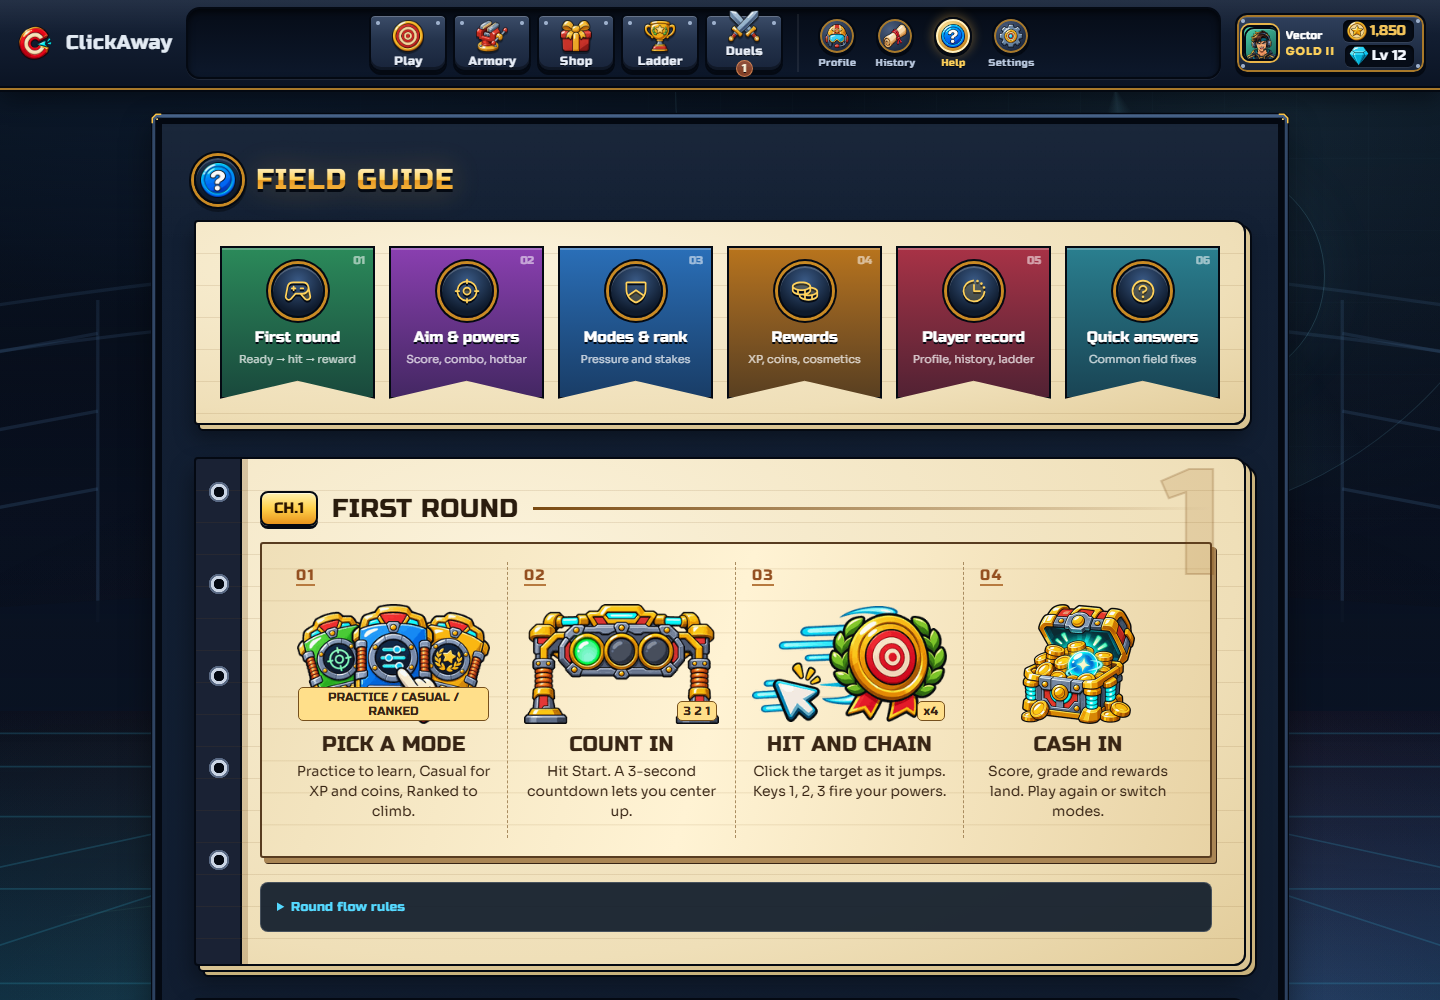 ClickAway
Play
Armory
Shop
Ladder
Duels
1
Profile
History
Help
Settings
Vector
GOLD II
1,850
Lv 12
FIELD GUIDE
01
First round
Ready → hit → reward
02
Aim & powers
Score, combo, hotbar
03
Modes & rank
Pressure and stakes
04
Rewards
XP, coins, cosmetics
05
Player record
Profile, history, ladder
06
Quick answers
Common field fixes
CH.1
FIRST ROUND
1
01
PRACTICE / CASUAL /
RANKED
PICK A MODE
Practice to learn, Casual for
XP and coins, Ranked to
climb.
02
3 2 1
COUNT IN
Hit Start. A 3-second
countdown lets you center
up.
03
x4
HIT AND CHAIN
Click the target as it jumps.
Keys 1, 2, 3 fire your powers.
04
CASH IN
Score, grade and rewards
land. Play again or switch
modes.
Round flow rules